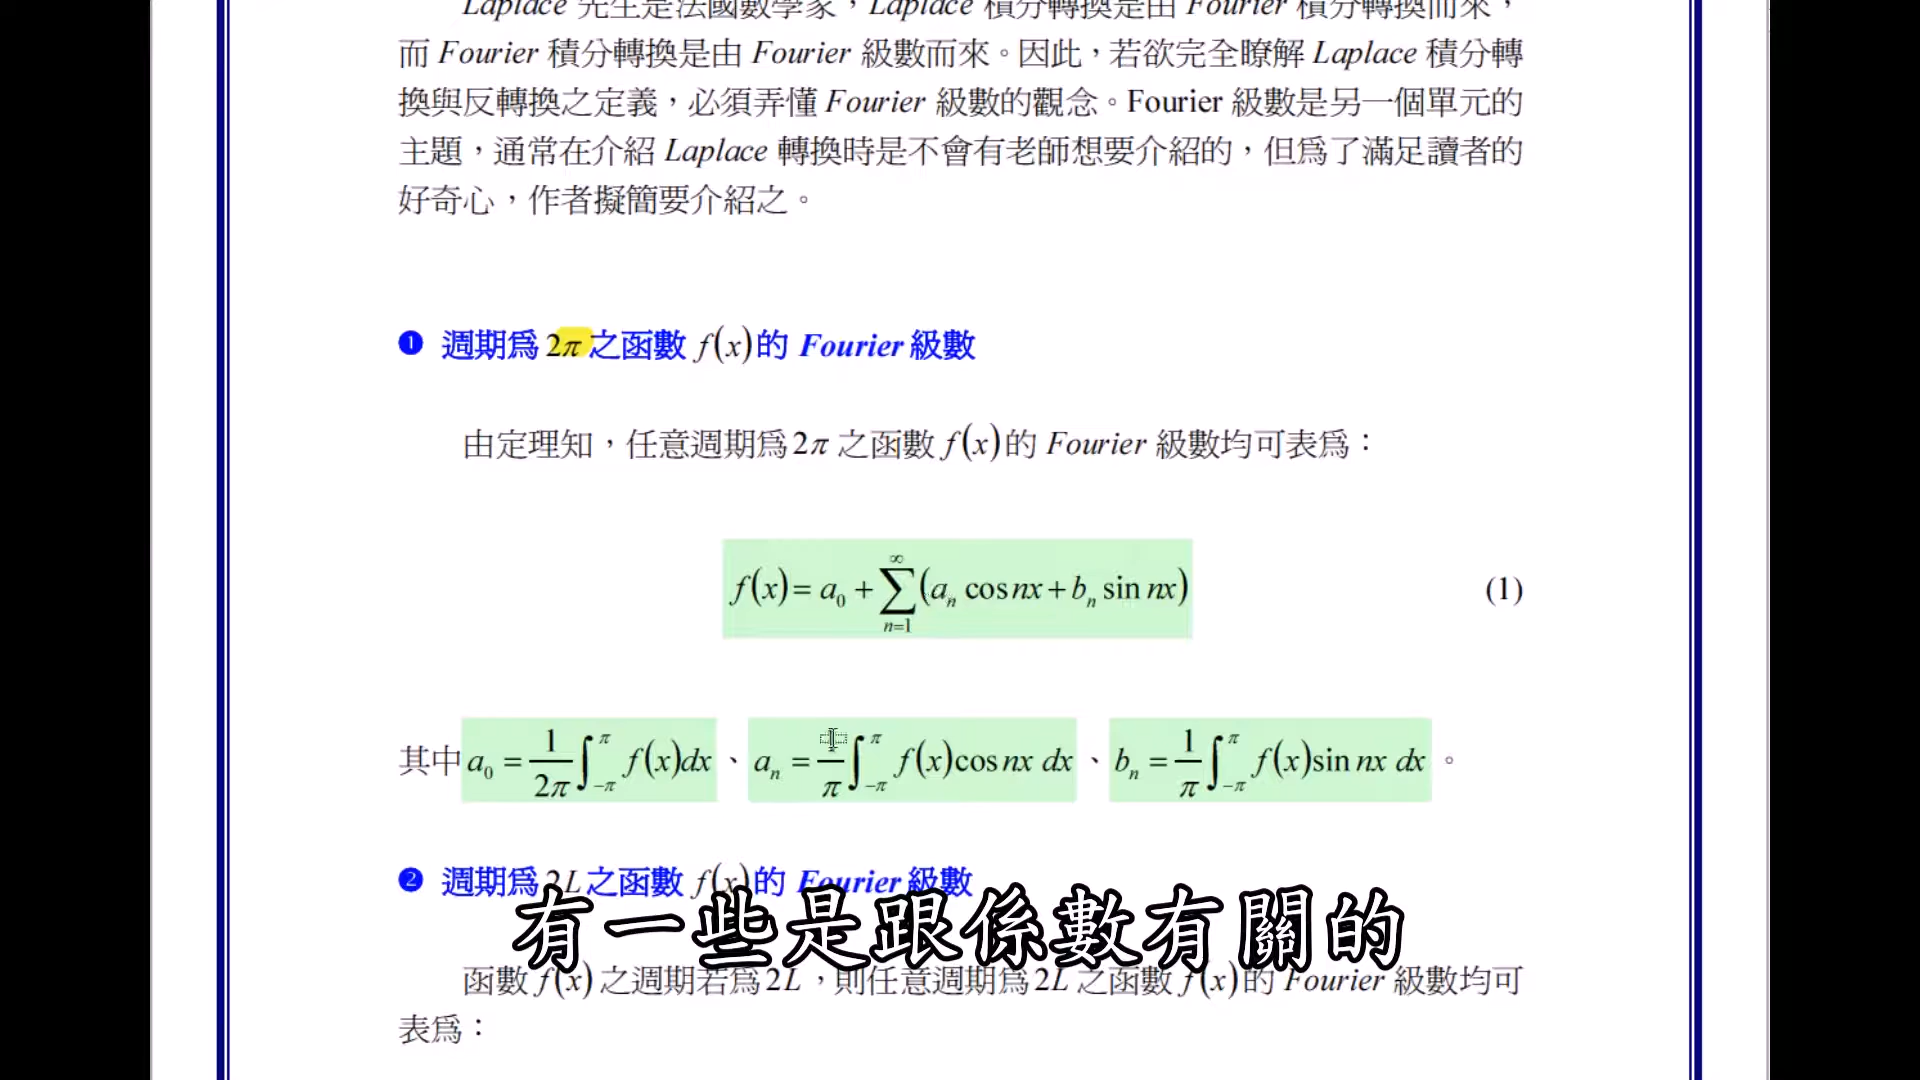 Laplace 先生是法國數學家，Laplace 積分轉換是由 Fourier 積分轉換而來，
而 Fourier 積分轉換是由 Fourier 級數而來。因此，若欲完全瞭解 Laplace 積分轉
換與反轉換之定義，必須弄懂 Fourier 級數的觀念。Fourier 級數是另一個單元的
主題，通常在介紹 Laplace 轉換時是不會有老師想要介紹的，但為了滿足讀者的
好奇心，作者擬簡要介紹之。
❶ 週期為 2π 之函數 f(x)的 Fourier 級數
由定理知，任意週期為 2π 之函數 f(x)的 Fourier 級數均可表為：
f(x) = a₀ + ∑_{n=1}^{∞} (aₙ cos nx + bₙ sin nx) (1)
其中 a₀ = 1/2π ∫_{-π}^{π} f(x)dx 、 aₙ = 1/π ∫_{-π}^{π} f(x)cos nx dx 、 bₙ = 1/π ∫_{-π}^{π} f(x)sin nx dx 。
❷ 週期為 2L 之函數 f(x)的 Fourier 級數
有一些是跟係數有關的
函數 f(x) 之週期若為 2L，則任意週期為 2L 之函數 f(x)的 Fourier 級數均可
表為：